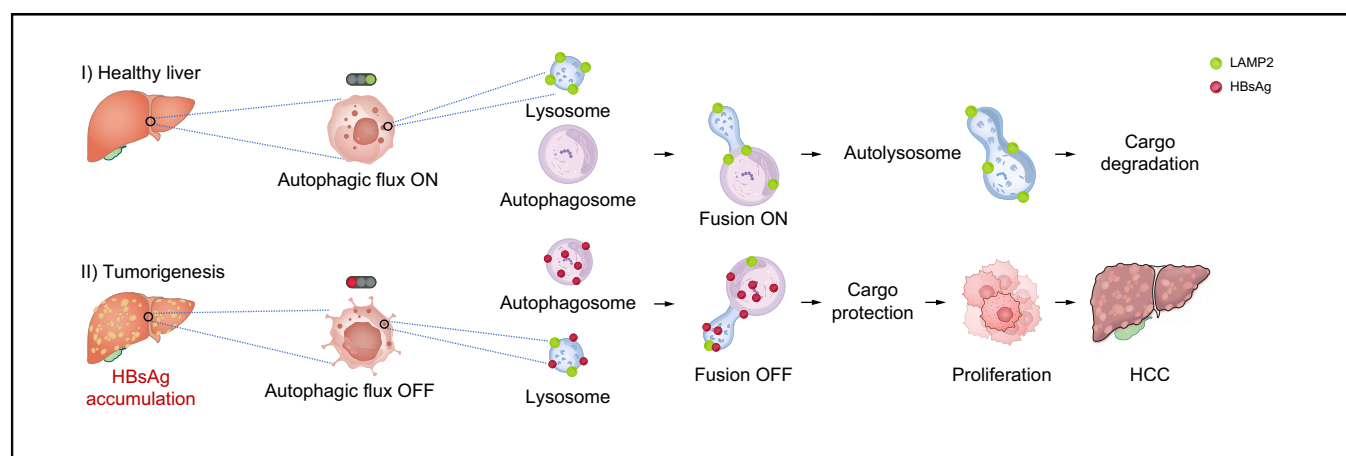 I) Healthy liver
Autophagic flux ON
Lysosome
Autophagosome
Fusion ON
Autolysosome
Cargo
degradation
LAMP2
HBsAg
II) Tumorigenesis
HBsAg
accumulation
Autophagic flux OFF
Autophagosome
Lysosome
Fusion OFF
Cargo
protection
Proliferation
HCC